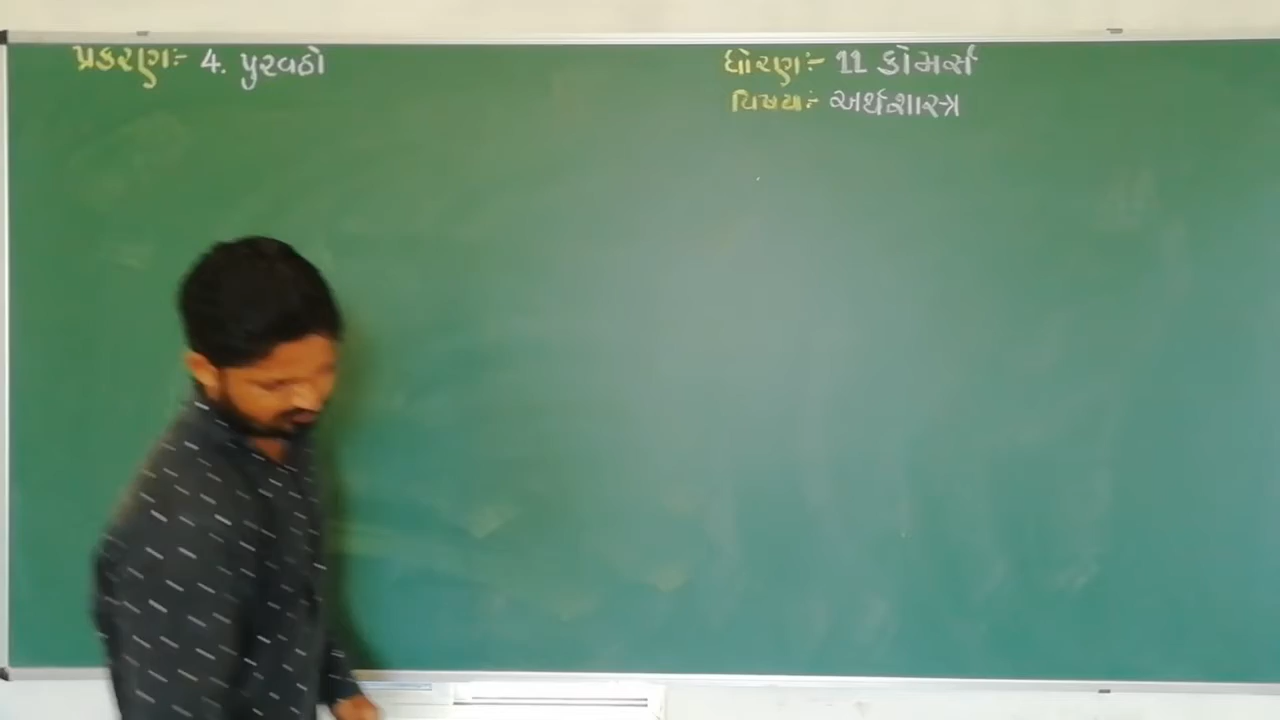 પ્રકરણ:- 4. પુરવઠો
ધોરણ:- 11 કોમર્સ
વિષય:- અર્થશાસ્ત્ર